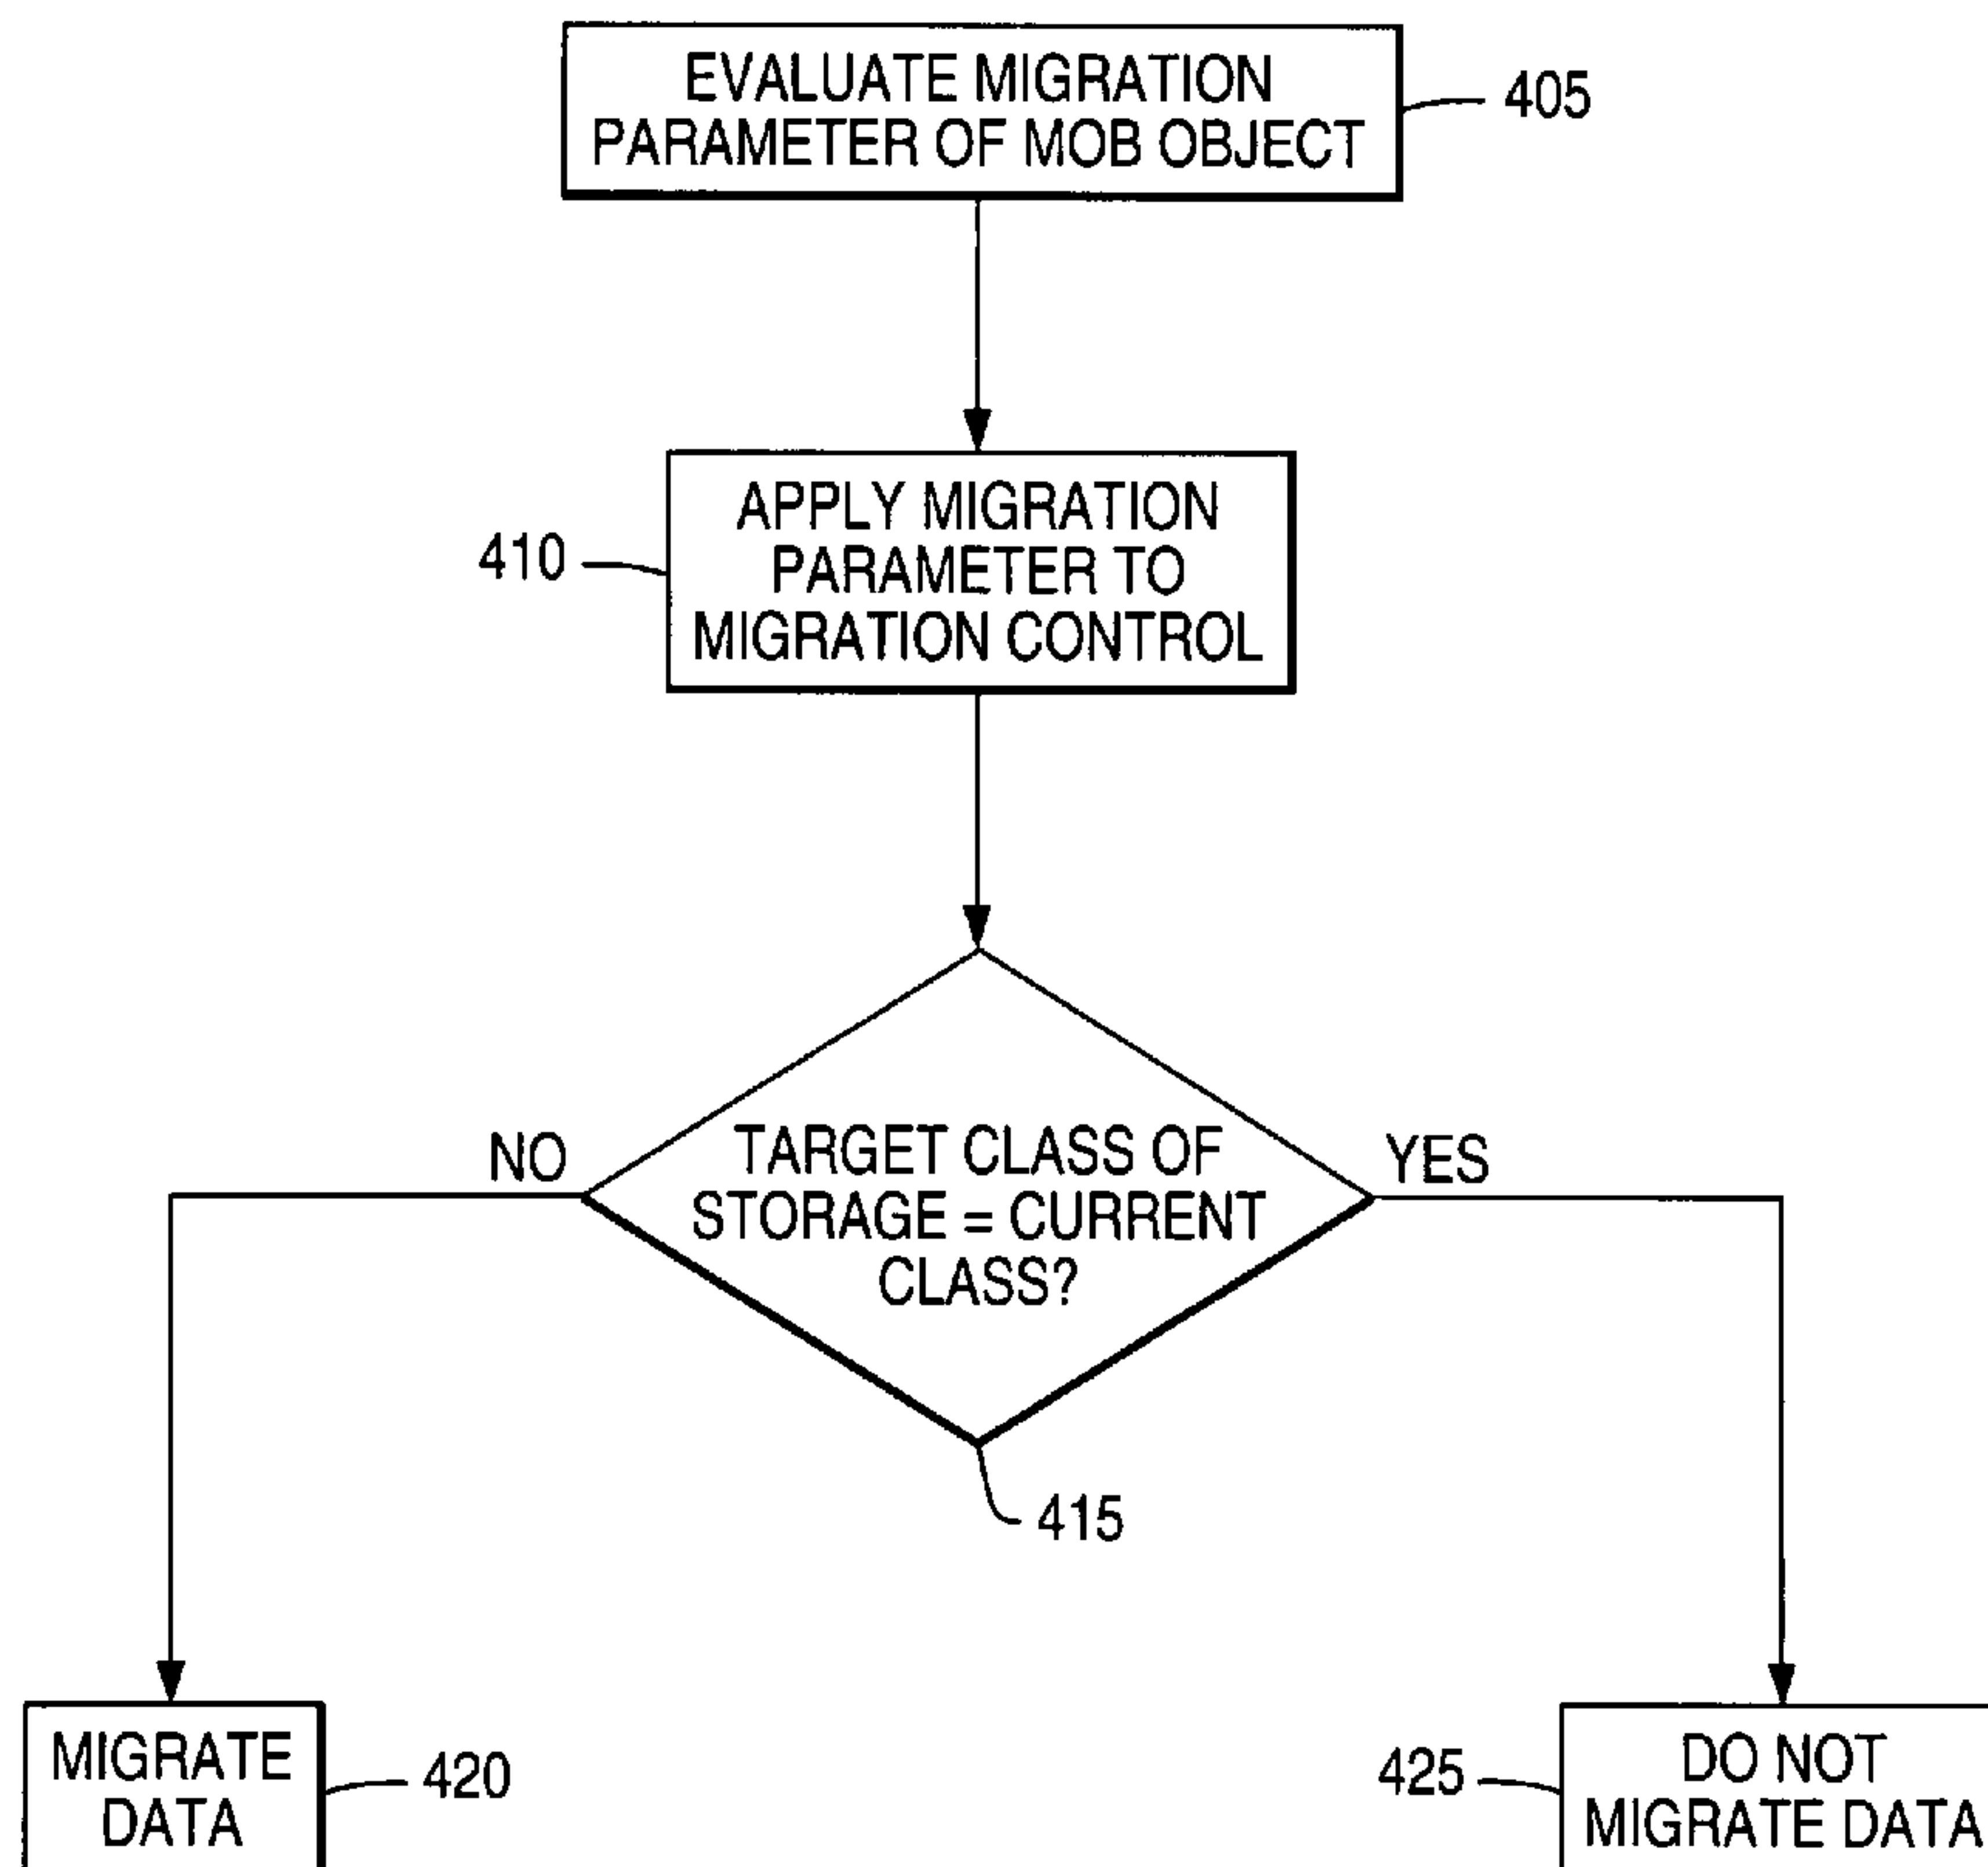 EVALUATE MIGRATION
PARAMETER OF MOB OBJECT
405
APPLY MIGRATION
PARAMETER TO
MIGRATION CONTROL
410
TARGET CLASS OF
STORAGE = CURRENT
CLASS?
NO
YES
415
MIGRATE
DATA
420
425
DO NOT
MIGRATE DATA